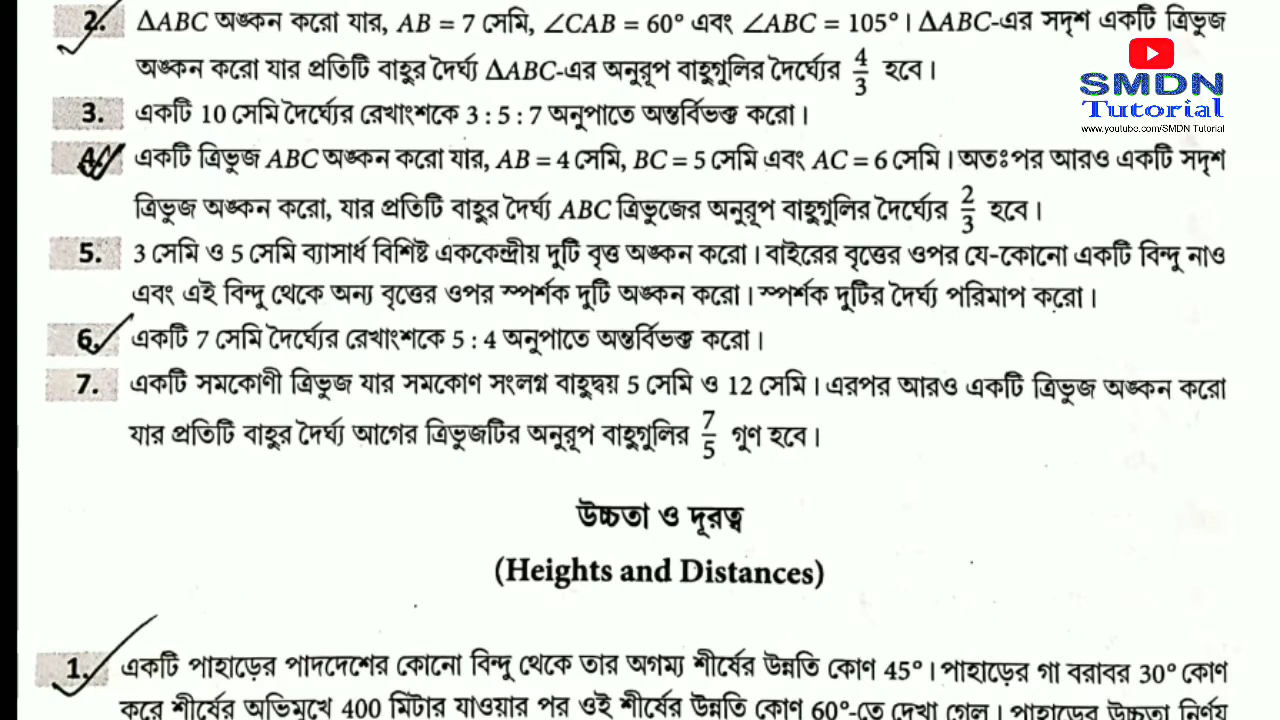 2. ΔABC অঙ্কন করো যার, AB = 7 সেমি, ∠CAB = 60° এবং ∠ABC = 105°। ΔABC-এর সদৃশ একটি ত্রিভুজ
অঙ্কন করো যার প্রতিটি বাহুর দৈর্ঘ্য ΔABC-এর অনুরূপ বাহুগুলির দৈর্ঘ্যের 4/3 হবে।
SMDN
Tutorial
www.youtube.com/SMDN Tutorial
3. একটি 10 সেমি দৈর্ঘ্যের রেখাংশকে 3 : 5 : 7 অনুপাতে অন্তর্বিভক্ত করো।
4. একটি ত্রিভুজ ABC অঙ্কন করো যার, AB = 4 সেমি, BC = 5 সেমি এবং AC = 6 সেমি। অতঃপর আরও একটি সদৃশ
ত্রিভুজ অঙ্কন করো, যার প্রতিটি বাহুর দৈর্ঘ্য ABC ত্রিভুজের অনুরূপ বাহুগুলির দৈর্ঘ্যের 2/3 হবে।
5. 3 সেমি ও 5 সেমি ব্যাসার্ধ বিশিষ্ট এককেন্দ্রীয় দুটি বৃত্ত অঙ্কন করো। বাইরের বৃত্তের ওপর যে-কোনো একটি বিন্দু নাও
এবং এই বিন্দু থেকে অন্য বৃত্তের ওপর স্পর্শক দুটি অঙ্কন করো। স্পর্শক দুটির দৈর্ঘ্য পরিমাপ করো।
6. একটি 7 সেমি দৈর্ঘ্যের রেখাংশকে 5 : 4 অনুপাতে অন্তর্বিভক্ত করো।
7. একটি সমকোণী ত্রিভুজ যার সমকোণ সংলগ্ন বাহুদ্বয় 5 সেমি ও 12 সেমি। এরপর আরও একটি ত্রিভুজ অঙ্কন করো
যার প্রতিটি বাহুর দৈর্ঘ্য আগের ত্রিভুজটির অনুরূপ বাহুগুলির 7/5 গুণ হবে।
উচ্চতা ও দূরত্ব
(Heights and Distances)
1. একটি পাহাড়ের পাদদেশের কোনো বিন্দু থেকে তার অগম্য শীর্ষের উন্নতি কোণ 45°। পাহাড়ের গা বরাবর 30° কোণ
করে শীর্ষের অভিমুখে 400 মিটার যাওয়ার পর ওই শীর্ষের উন্নতি কোণ 60°-তে দেখা গেল। পাহাড়ের উচ্চতা নির্ণয়